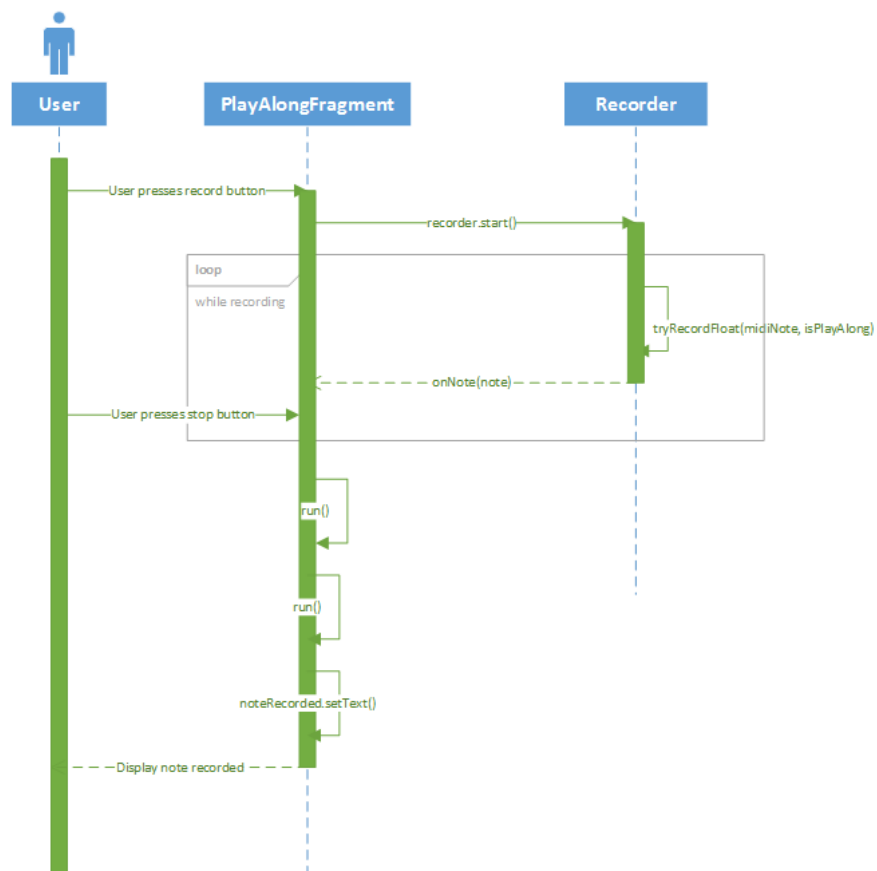 User
PlayAlongFragment
Recorder
User presses record button
recorder.start()
loop
while recording
tryRecordFloat(midiNote, isPlayAlong)
onNote(note)
User presses stop button
run()
run()
noteRecorded.setText()
Display note recorded